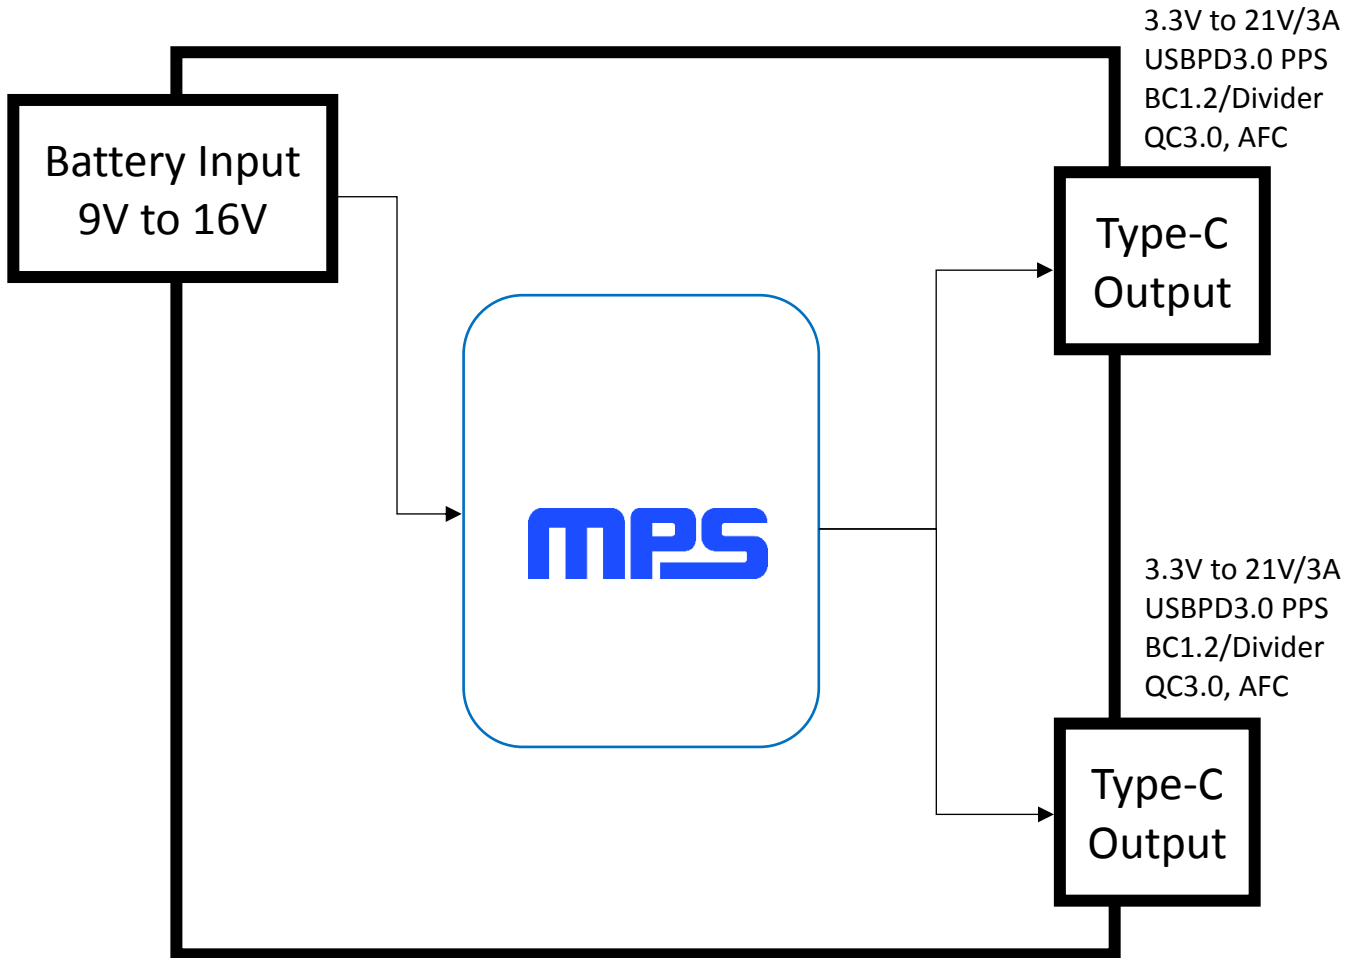 3.3V to 21V/3A
USBPD3.0 PPS
BC1.2/Divider
QC3.0, AFC
Battery Input
9V to 16V
Type-C
Output
mps
3.3V to 21V/3A
USBPD3.0 PPS
BC1.2/Divider
QC3.0, AFC
Type-C
Output